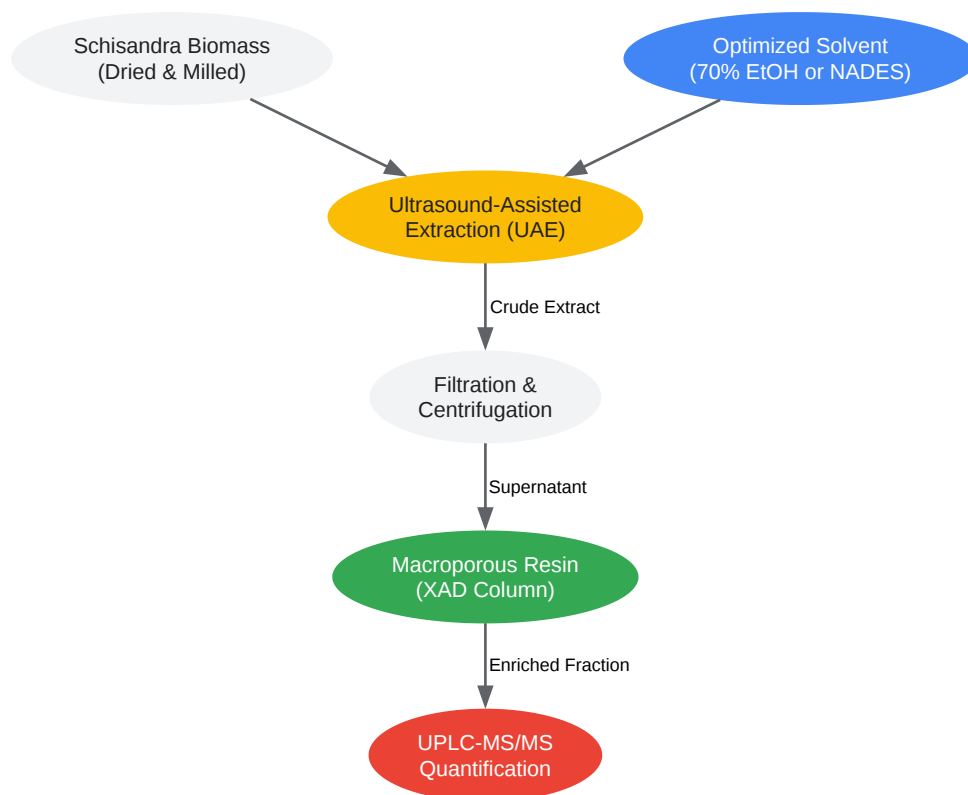 Schisandra Biomass
(Dried & Milled)
Optimized Solvent
(70% EtOH or NADES)
Ultrasound-Assisted
Extraction (UAE)
Crude Extract
Filtration &
Centrifugation
Supernatant
Macroporous Resin
(XAD Column)
Enriched Fraction
UPLC-MS/MS
Quantification